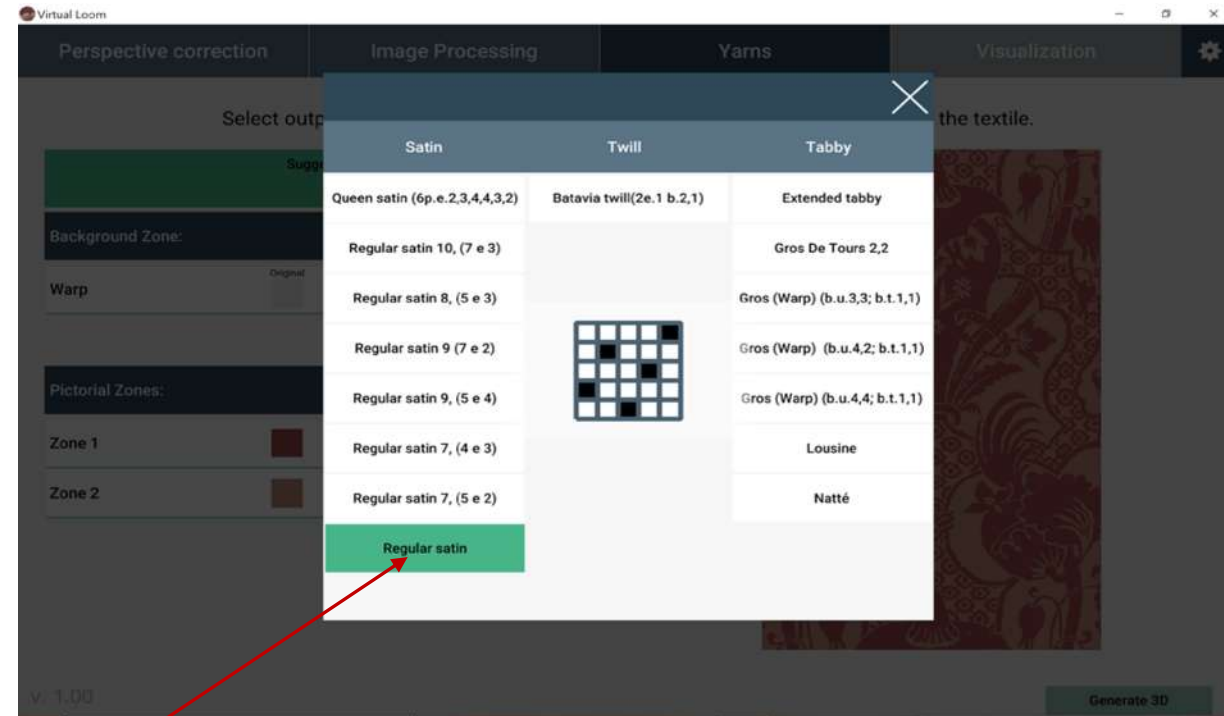 Virtual Loom
Perspective correction
Image Processing
Yarns
Visualization
Select outp
the textile.
Satin
Twill
Tabby
Sugge
Queen satin (6p.e.2,3,4,4,3,2)
Batavia twill(2e.1 b.2,1)
Extended tabby
Background Zone:
Regular satin 10, (7 e 3)
Gros De Tours 2,2
Original
Warp
Regular satin 8, (5 e 3)
Gros (Warp) (b.u.3,3; b.t.1,1)
Regular satin 9 (7 e 2)
Gros (Warp) (b.u.4,2; b.t.1,1)
Pictorial Zones:
Regular satin 9, (5 e 4)
Gros (Warp) (b.u.4,4; b.t.1,1)
Zone 1
Regular satin 7, (4 e 3)
Lousine
Zone 2
Regular satin 7, (5 e 2)
Natté
Regular satin
v. 1.00
Generate 3D